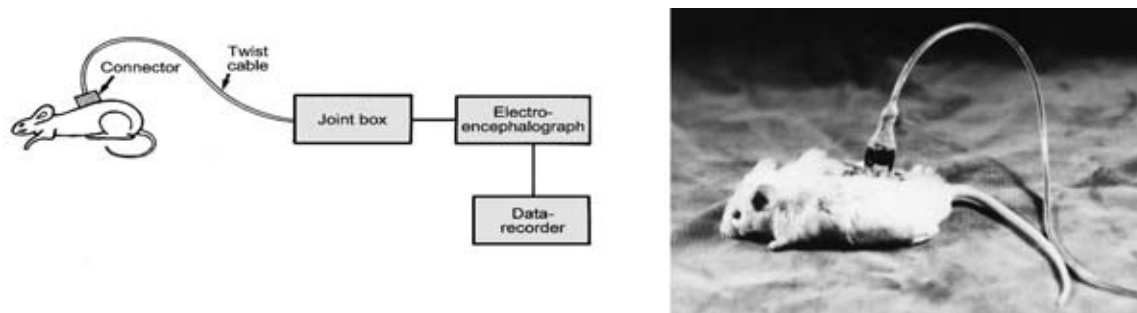 Connector
Twist
cable
Joint box
Electro-
encephalograph
Data-
recorder